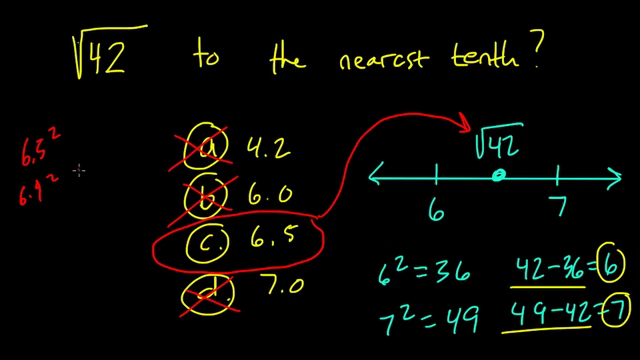 √42 to the nearest tenth?
6.5²
6.4²
a 4.2
b 6.0
c. 6.5
d. 7.0
√42
6 7
6² = 36 42-36=6
7² = 49 49-42=7